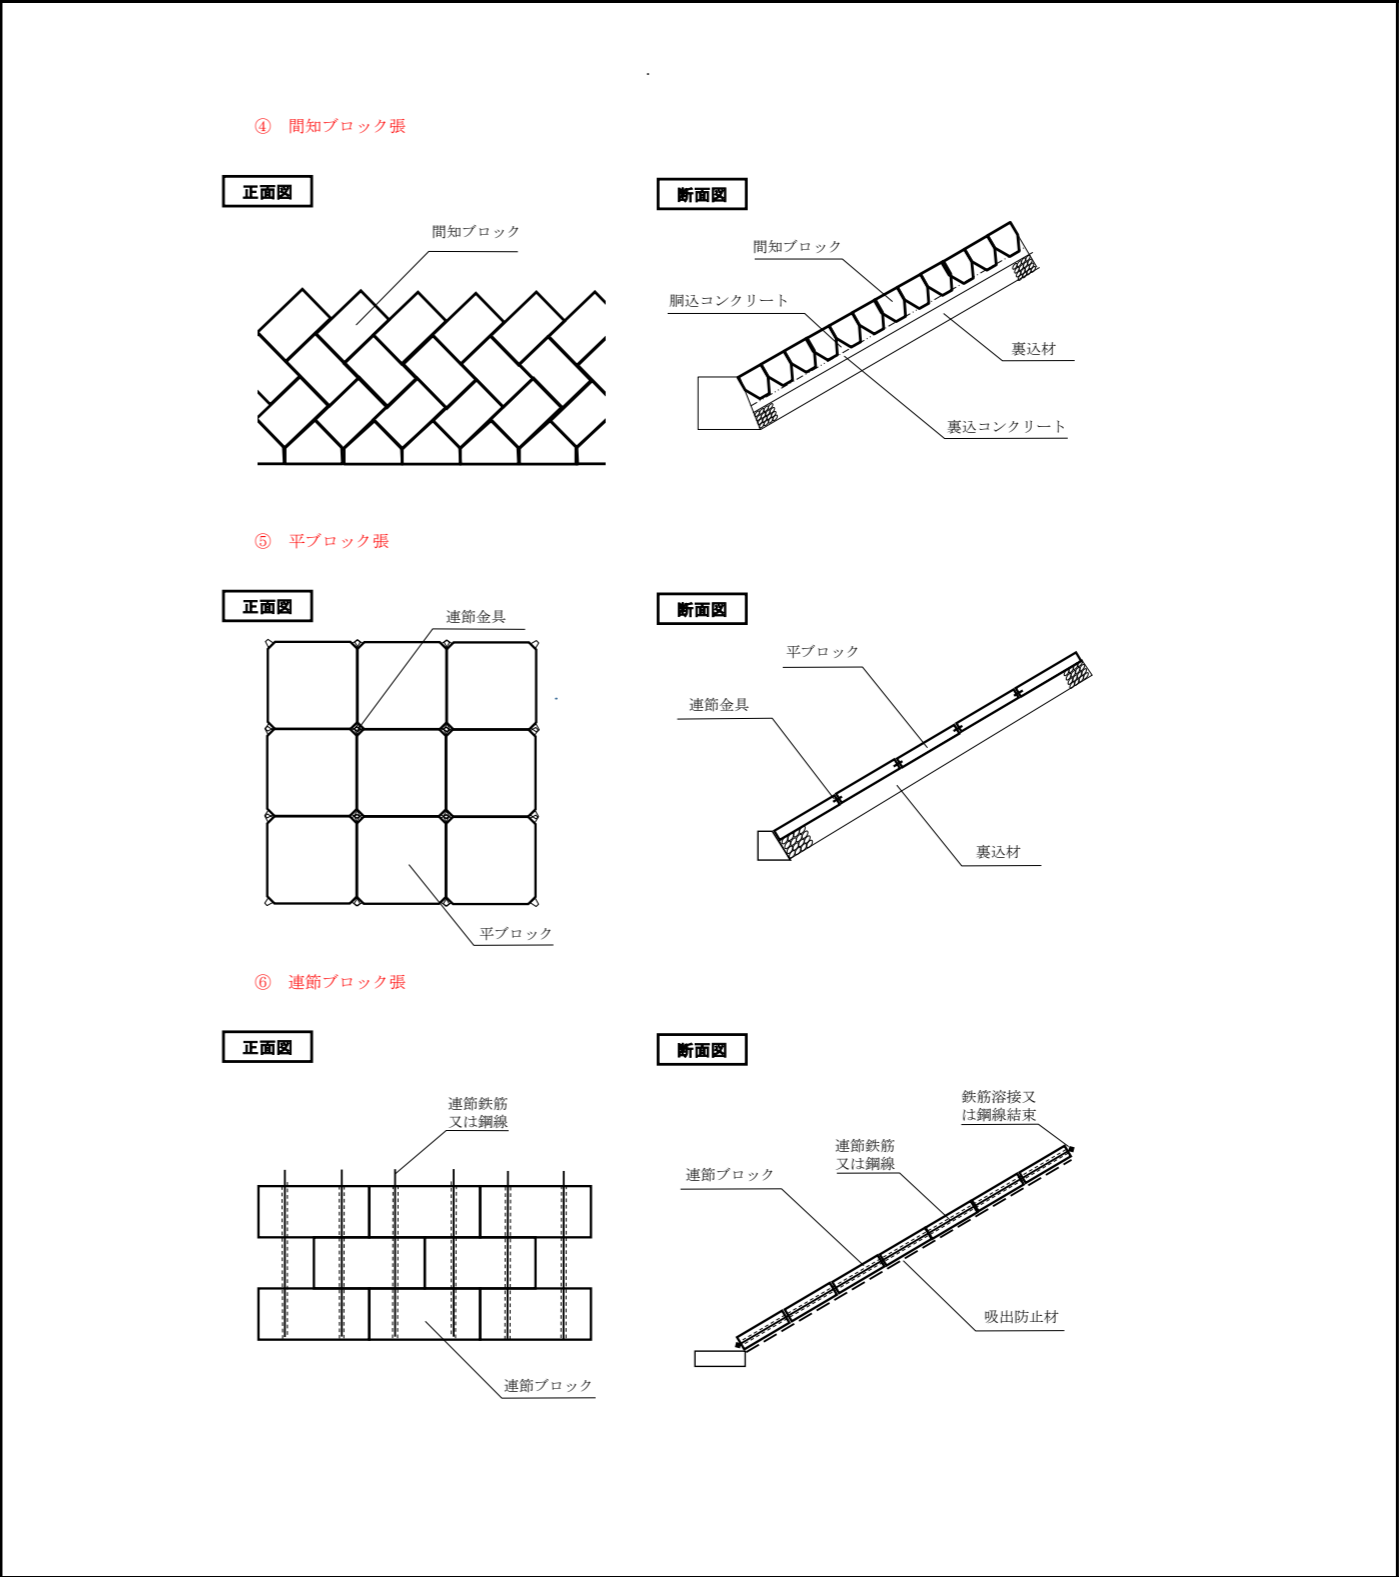 ④　間知ブロック張
正面図
断面図
間知ブロック
間知ブロック
胴込コンクリート
裏込材
裏込コンクリート
⑤　平ブロック張
正面図
断面図
連節金具
平ブロック
連節金具
裏込材
平ブロック
⑥　連節ブロック張
正面図
断面図
連節鉄筋
又は鋼線
鉄筋溶接又
は鋼線結束
連節鉄筋
又は鋼線
連節ブロック
吸出防止材
連節ブロック